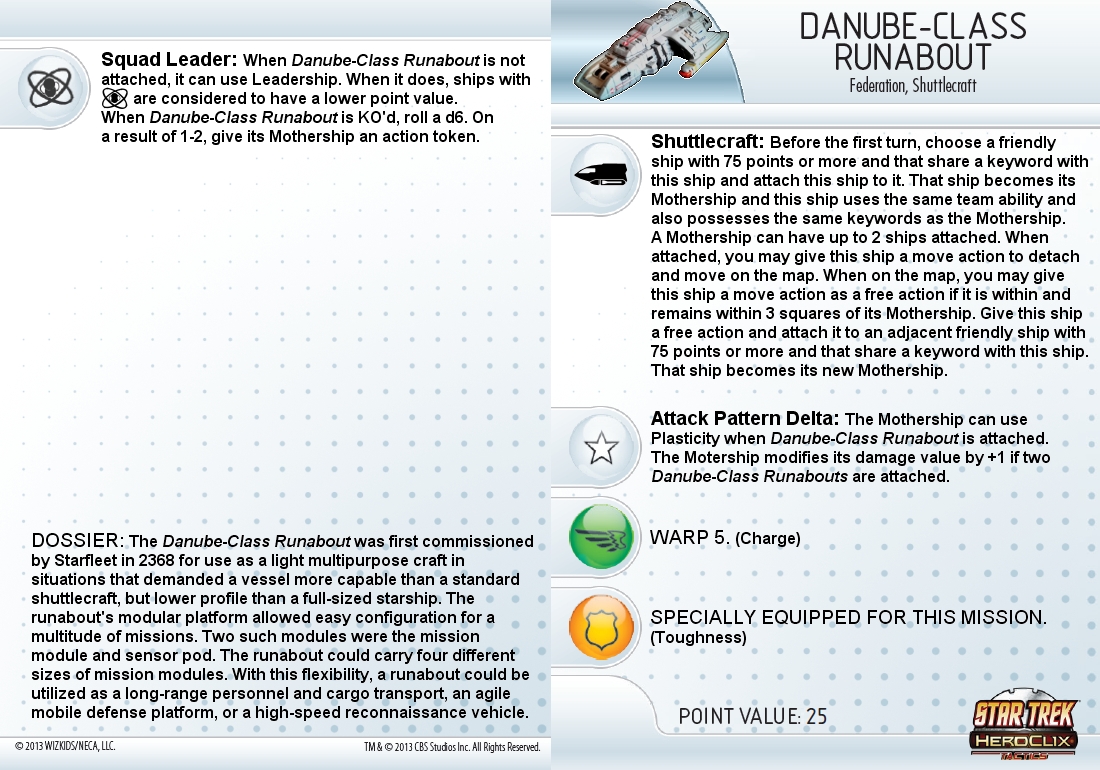 Squad Leader: When Danube-Class Runabout is not
attached, it can use Leadership. When it does, ships with
are considered to have a lower point value.
When Danube-Class Runabout is KO'd, roll a d6. On
a result of 1-2, give its Mothership an action token.
DOSSIER: The Danube-Class Runabout was first commissioned
by Starfleet in 2368 for use as a light multipurpose craft in
situations that demanded a vessel more capable than a standard
shuttlecraft, but lower profile than a full-sized starship. The
runabout's modular platform allowed easy configuration for a
multitude of missions. Two such modules were the mission
module and sensor pod. The runabout could carry four different
sizes of mission modules. With this flexibility, a runabout could be
utilized as a long-range personnel and cargo transport, an agile
mobile defense platform, or a high-speed reconnaissance vehicle.
© 2013 WIZKIDS/NECA, LLC.
TM & © 2013 CBS Studios Inc. All Rights Reserved.
DANUBE-CLASS
RUNABOUT
Federation, Shuttlecraft
Shuttlecraft: Before the first turn, choose a friendly
ship with 75 points or more and that share a keyword with
this ship and attach this ship to it. That ship becomes its
Mothership and this ship uses the same team ability and
also possesses the same keywords as the Mothership.
A Mothership can have up to 2 ships attached. When
attached, you may give this ship a move action to detach
and move on the map. When on the map, you may give
this ship a move action as a free action if it is within and
remains within 3 squares of its Mothership. Give this ship
a free action and attach it to an adjacent friendly ship with
75 points or more and that share a keyword with this ship.
That ship becomes its new Mothership.
Attack Pattern Delta: The Mothership can use
Plasticity when Danube-Class Runabout is attached.
The Motership modifies its damage value by +1 if two
Danube-Class Runabouts are attached.
WARP 5. (Charge)
SPECIALLY EQUIPPED FOR THIS MISSION.
(Toughness)
POINT VALUE: 25
STAR TREK
HEROCLIX
TACTICS